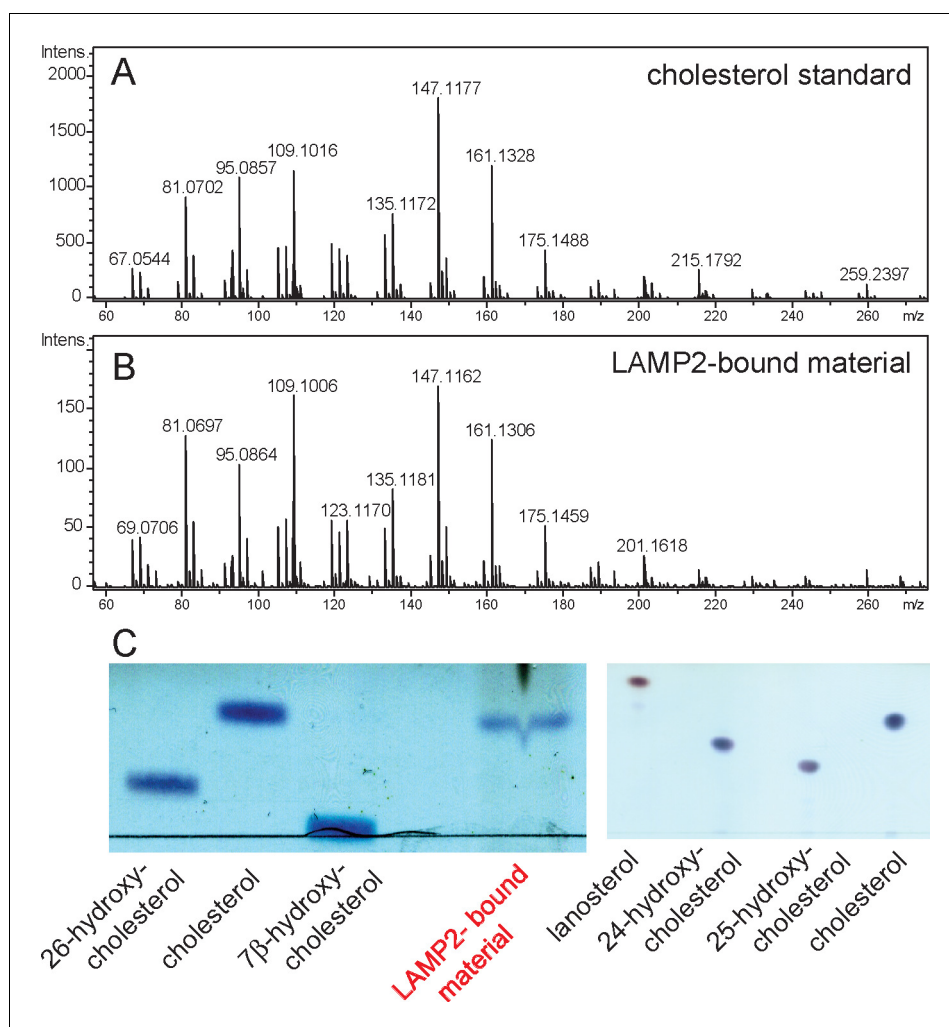 Intens.
A
cholesterol standard
2000
1500
1000
500
0
67.0544
81.0702
95.0857
109.1016
135.1172
147.1177
161.1328
175.1488
215.1792
259.2397
60 80 100 120 140 160 180 200 220 240 260 m/z
Intens.
B
LAMP2-bound material
150
100
50
0
69.0706
81.0697
95.0864
109.1006
123.1170
135.1181
147.1162
161.1306
175.1459
201.1618
60 80 100 120 140 160 180 200 220 240 260 m/z
C
26-hydroxy-
cholesterol
cholesterol
7β-hydroxy-
cholesterol
LAMP2- bound
material
lanosterol
24-hydroxy-
cholesterol
25-hydroxy-
cholesterol
cholesterol